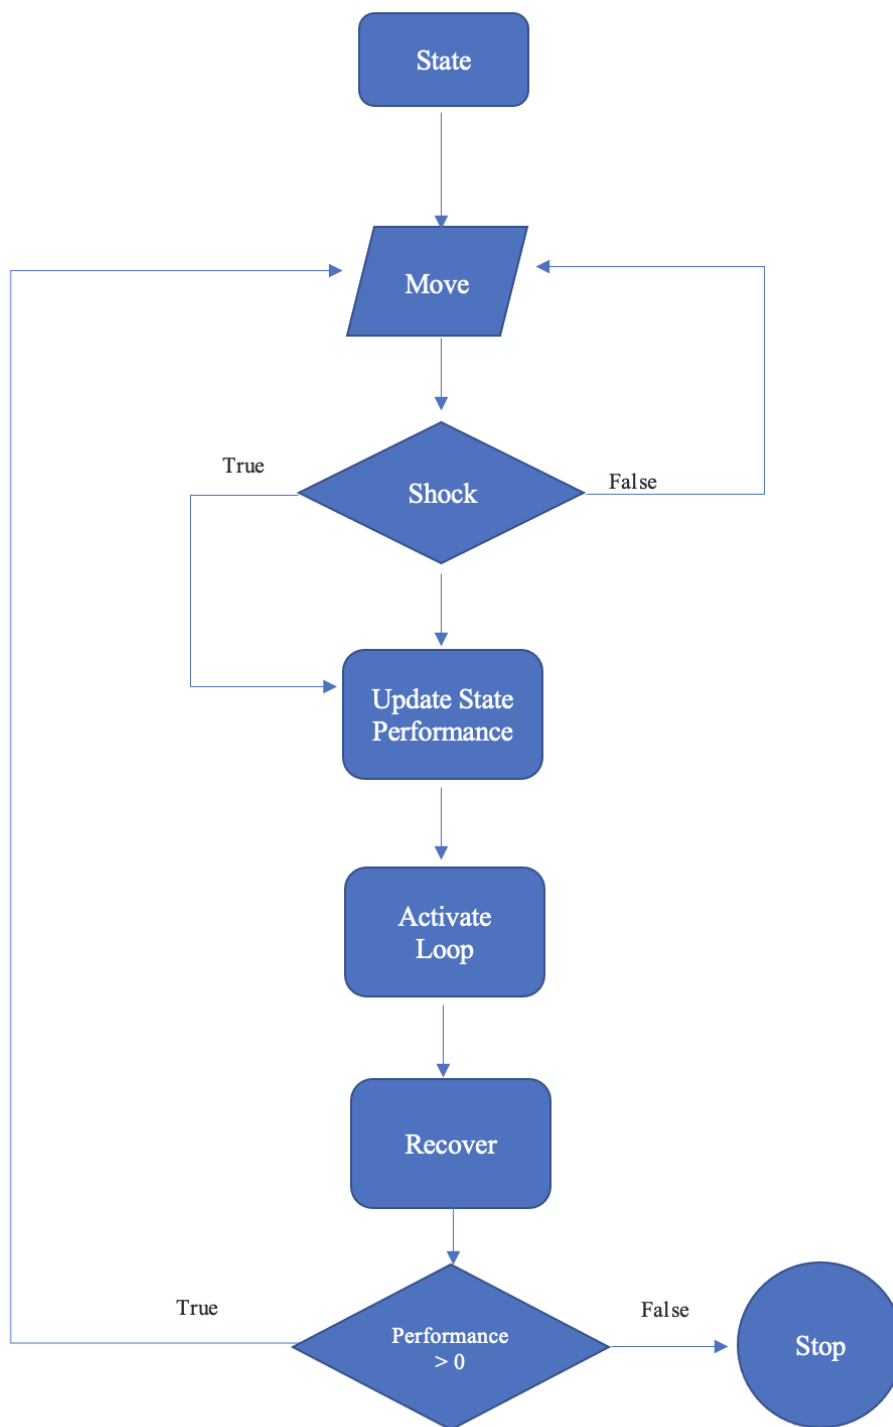 State
Move
True
False
Shock
Update State
Performance
Activate
Loop
Recover
True
False
Performance
> 0
Stop